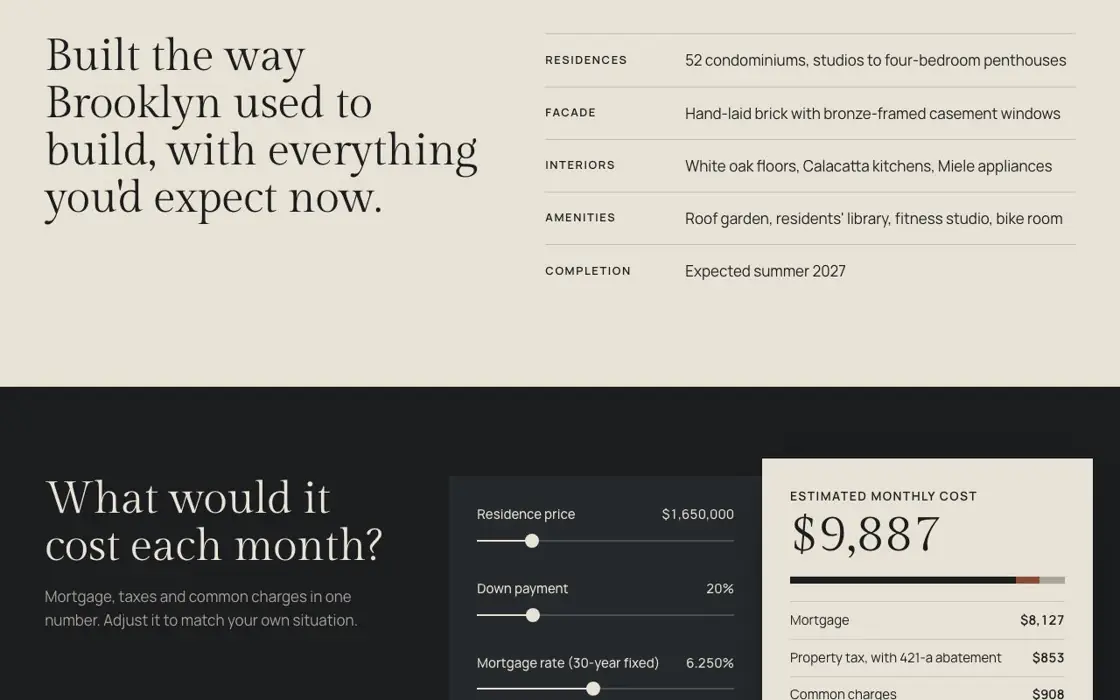 Built the way
Brooklyn used to
build, with everything
you'd expect now.
RESIDENCES 52 condominiums, studios to four-bedroom penthouses
FACADE Hand-laid brick with bronze-framed casement windows
INTERIORS White oak floors, Calacatta kitchens, Miele appliances
AMENITIES Roof garden, residents' library, fitness studio, bike room
COMPLETION Expected summer 2027
What would it
cost each month?
Mortgage, taxes and common charges in one
number. Adjust it to match your own situation.
Residence price $1,650,000
Down payment 20%
Mortgage rate (30-year fixed) 6.250%
ESTIMATED MONTHLY COST
$9,887
Mortgage $8,127
Property tax, with 421-a abatement $853
Common charges $908